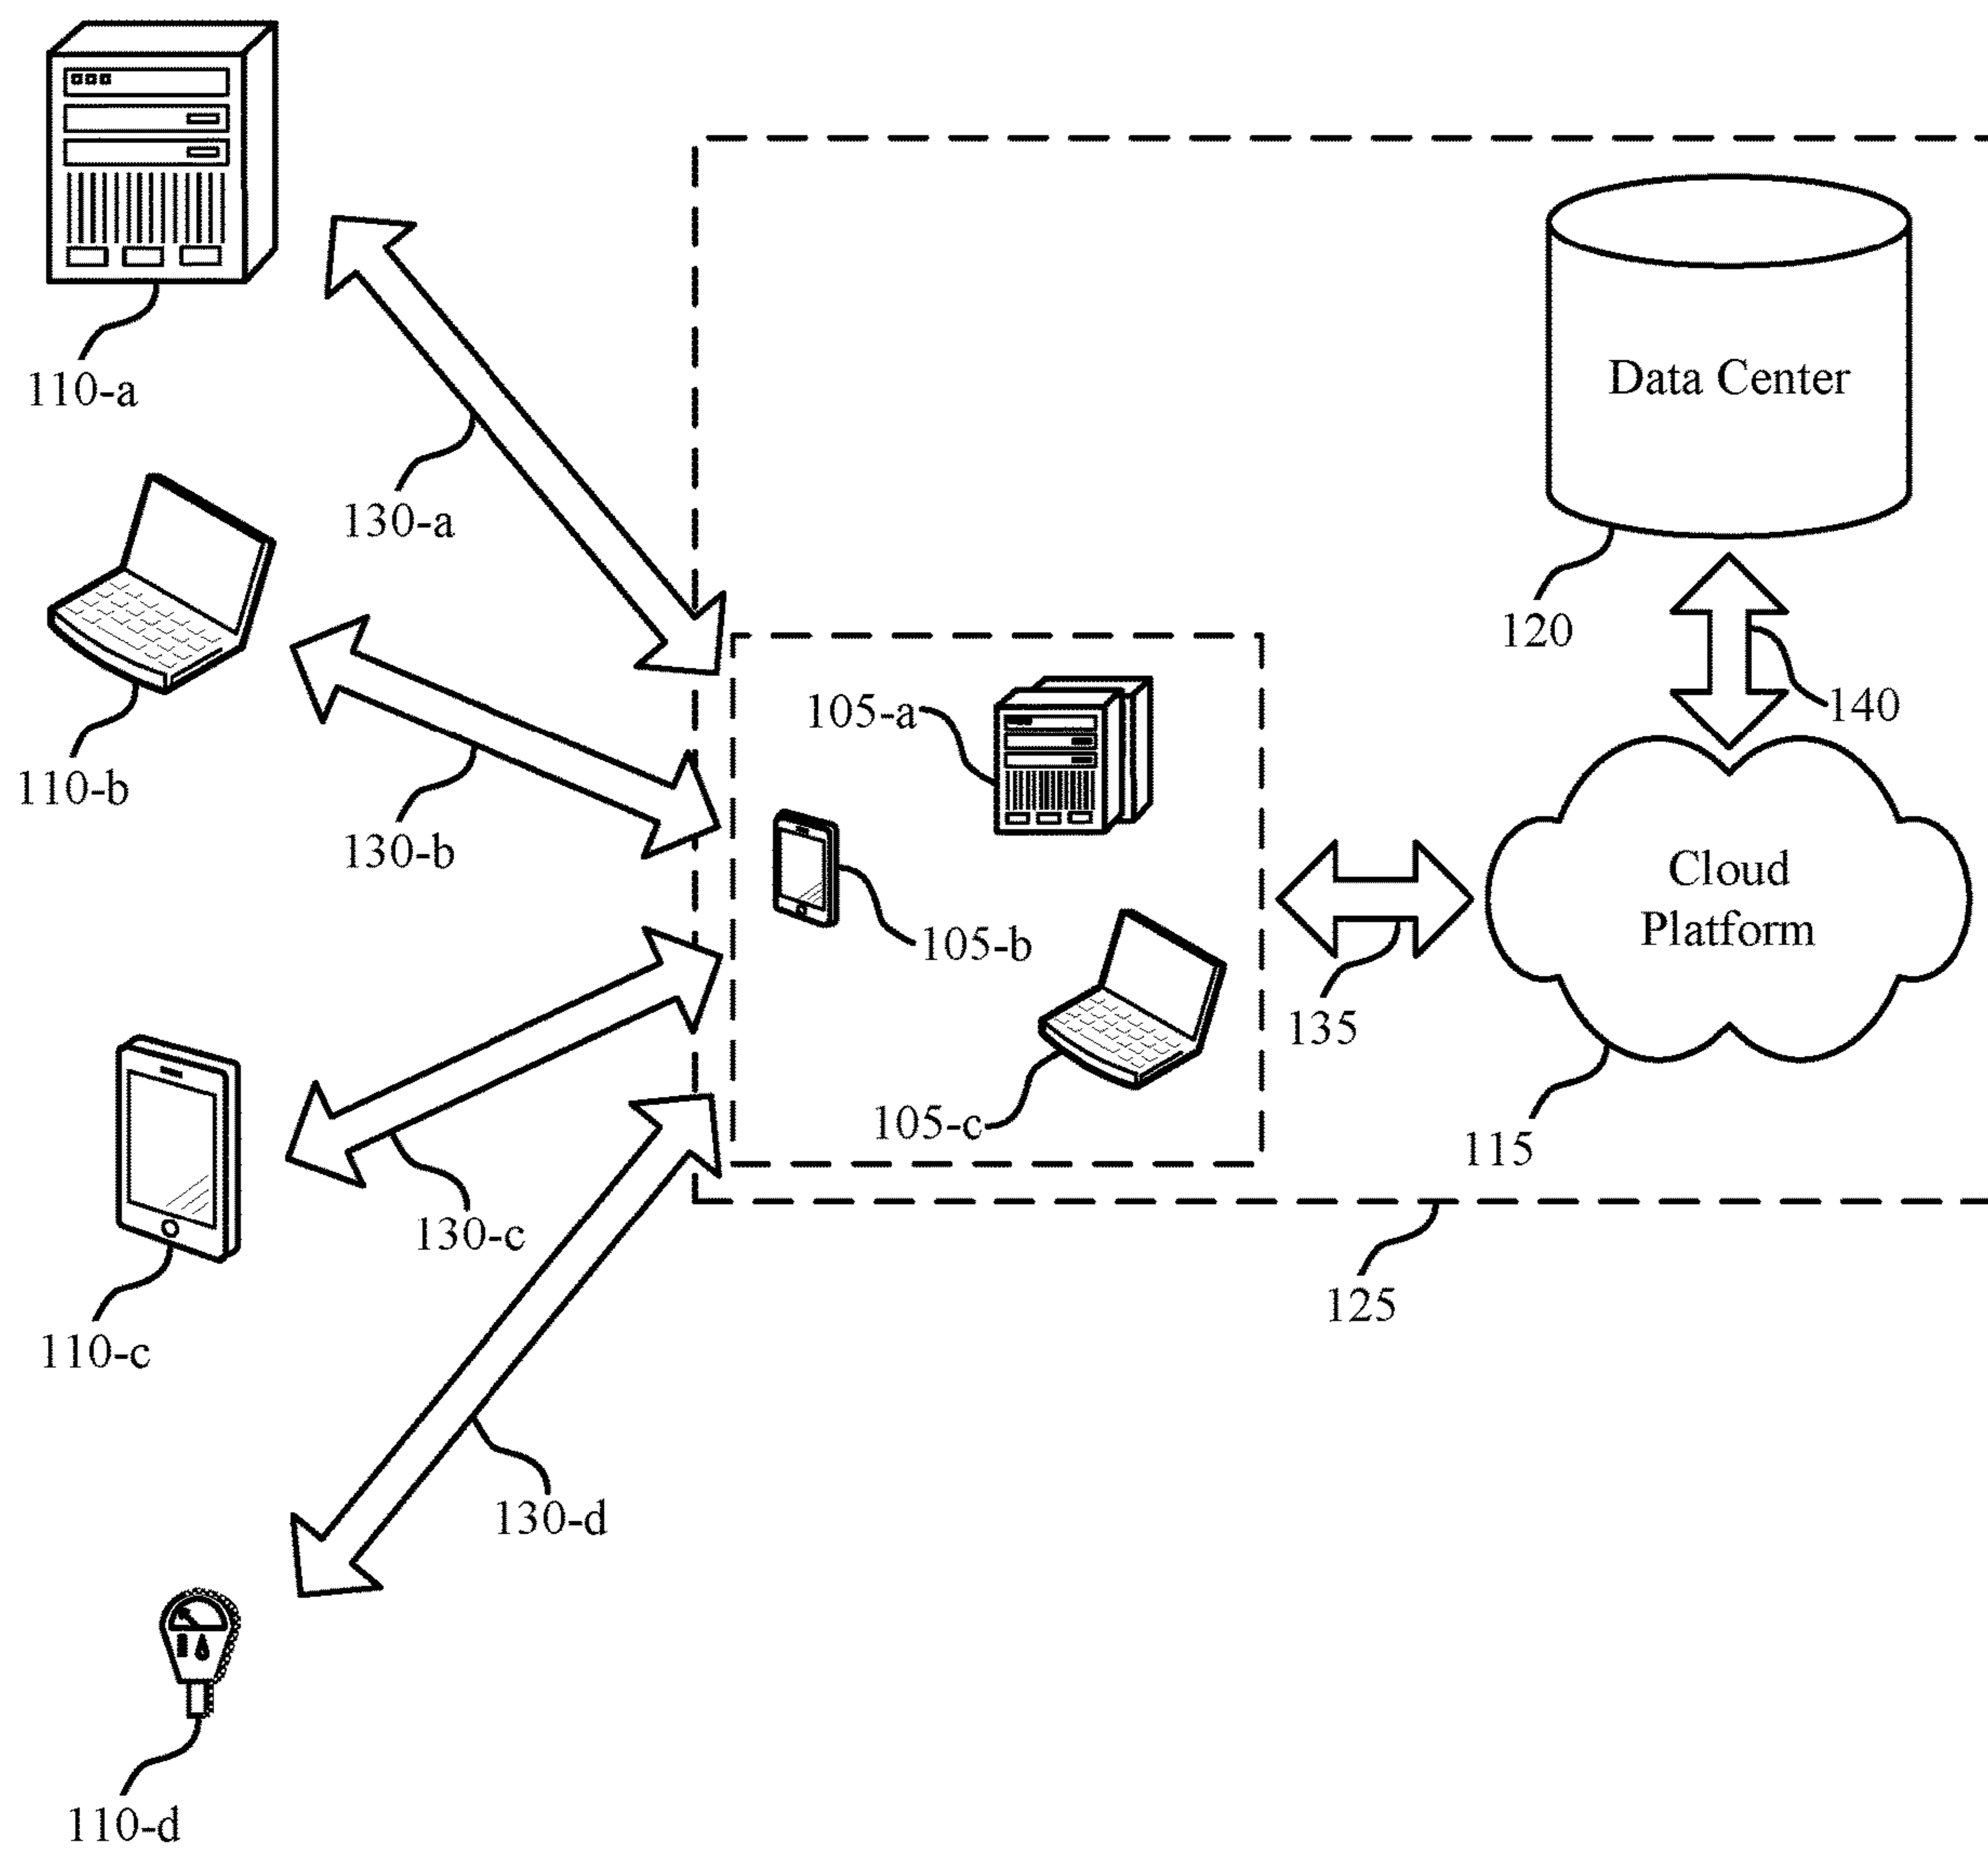 110-a
130-a
Data Center
120
140
110-b
130-b
105-a
105-b
105-c
Cloud
Platform
135
115
130-c
125
110-c
130-d
110-d